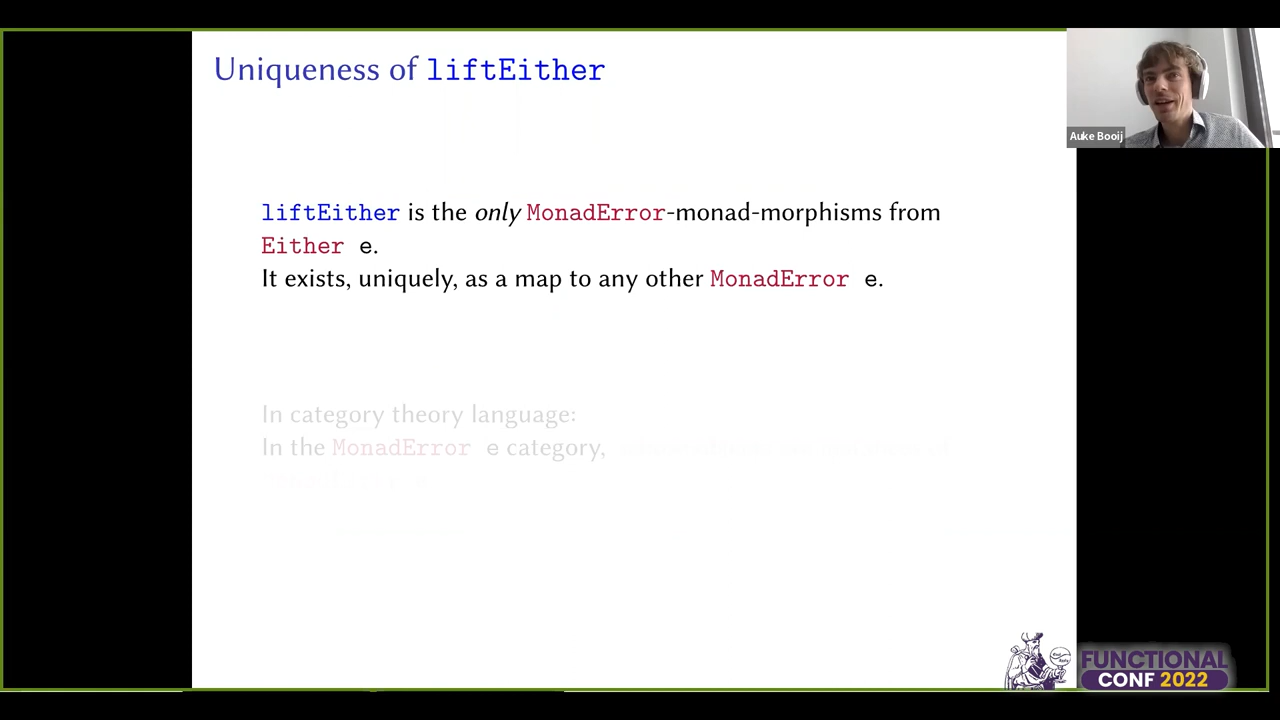 Uniqueness of liftEither
Auke Booij
liftEither is the only MonadError-monad-morphisms from
Either e.
It exists, uniquely, as a map to any other MonadError e.
In category theory language:
In the MonadError e category,
FUNCTIONAL
CONF 2022